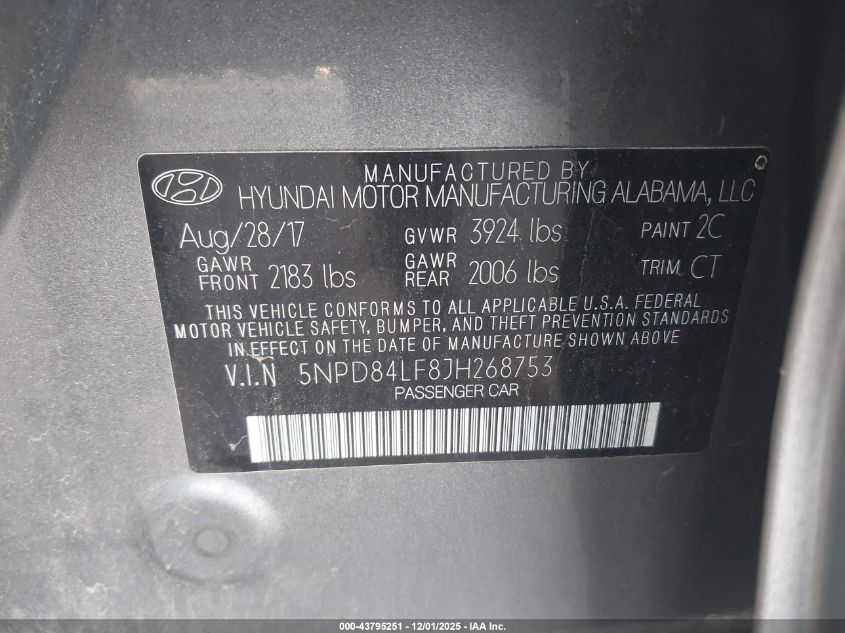 MANUFACTURED BY
HYUNDAI MOTOR MANUFACTURING ALABAMA, LLC
Aug/28/17 GVWR 3924 lbs PAINT 2C
GAWR FRONT 2183 lbs GAWR REAR 2006 lbs TRIM CT
THIS VEHICLE CONFORMS TO ALL APPLICABLE U.S.A. FEDERAL
MOTOR VEHICLE SAFETY, BUMPER, AND THEFT PREVENTION STANDARDS
IN EFFECT ON THE DATE OF MANUFACTURE SHOWN ABOVE.
V.I.N 5NPD84LF8JH268753
PASSENGER CAR
000-43795251 - 12/01/2025 - IAA Inc.